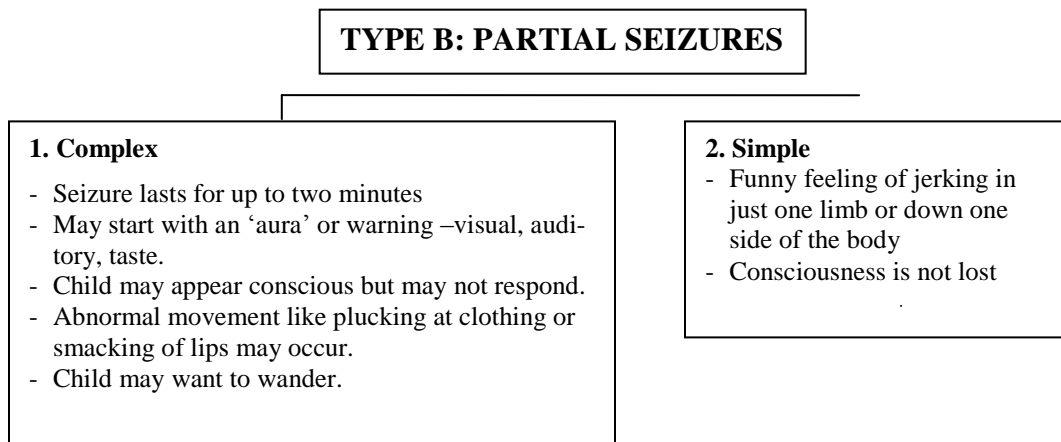 TYPE B: PARTIAL SEIZURES
1. Complex
- Seizure lasts for up to two minutes
- May start with an ‘aura’ or warning –visual, audi-
tory, taste.
- Child may appear conscious but may not respond.
- Abnormal movement like plucking at clothing or
smacking of lips may occur.
- Child may want to wander.
2. Simple
- Funny feeling of jerking in
just one limb or down one
side of the body
- Consciousness is not lost
.